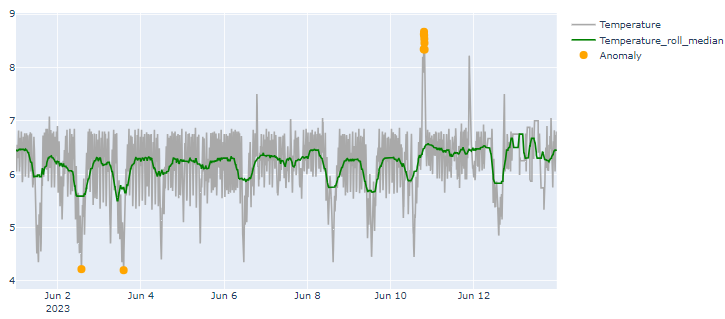 9
8
7
6
5
4
Jun 2
2023
Jun 4
Jun 6
Jun 8
Jun 10
Jun 12
Temperature
Temperature_roll_median
Anomaly